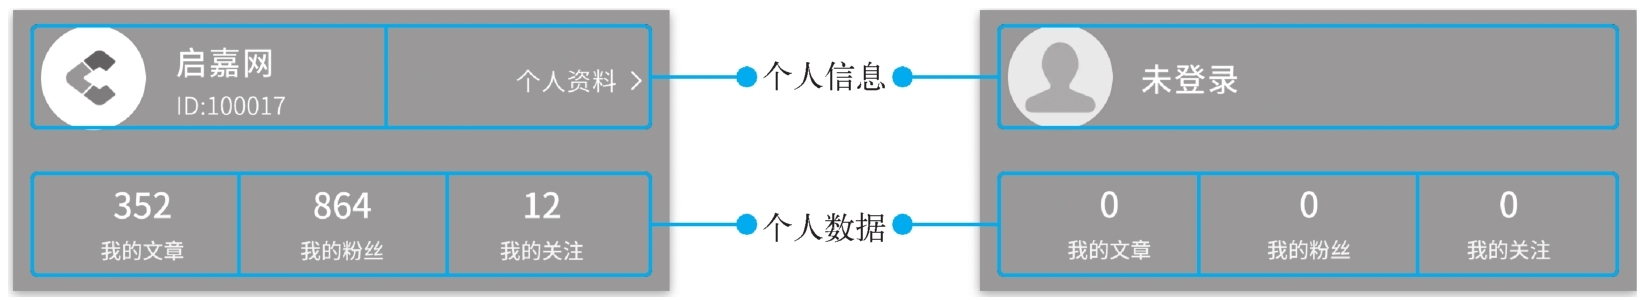 启嘉网
ID:100017
个人资料
352
我的文章
864
我的粉丝
12
我的关注
个人信息
个人数据
未登录
0
我的文章
0
我的粉丝
0
我的关注